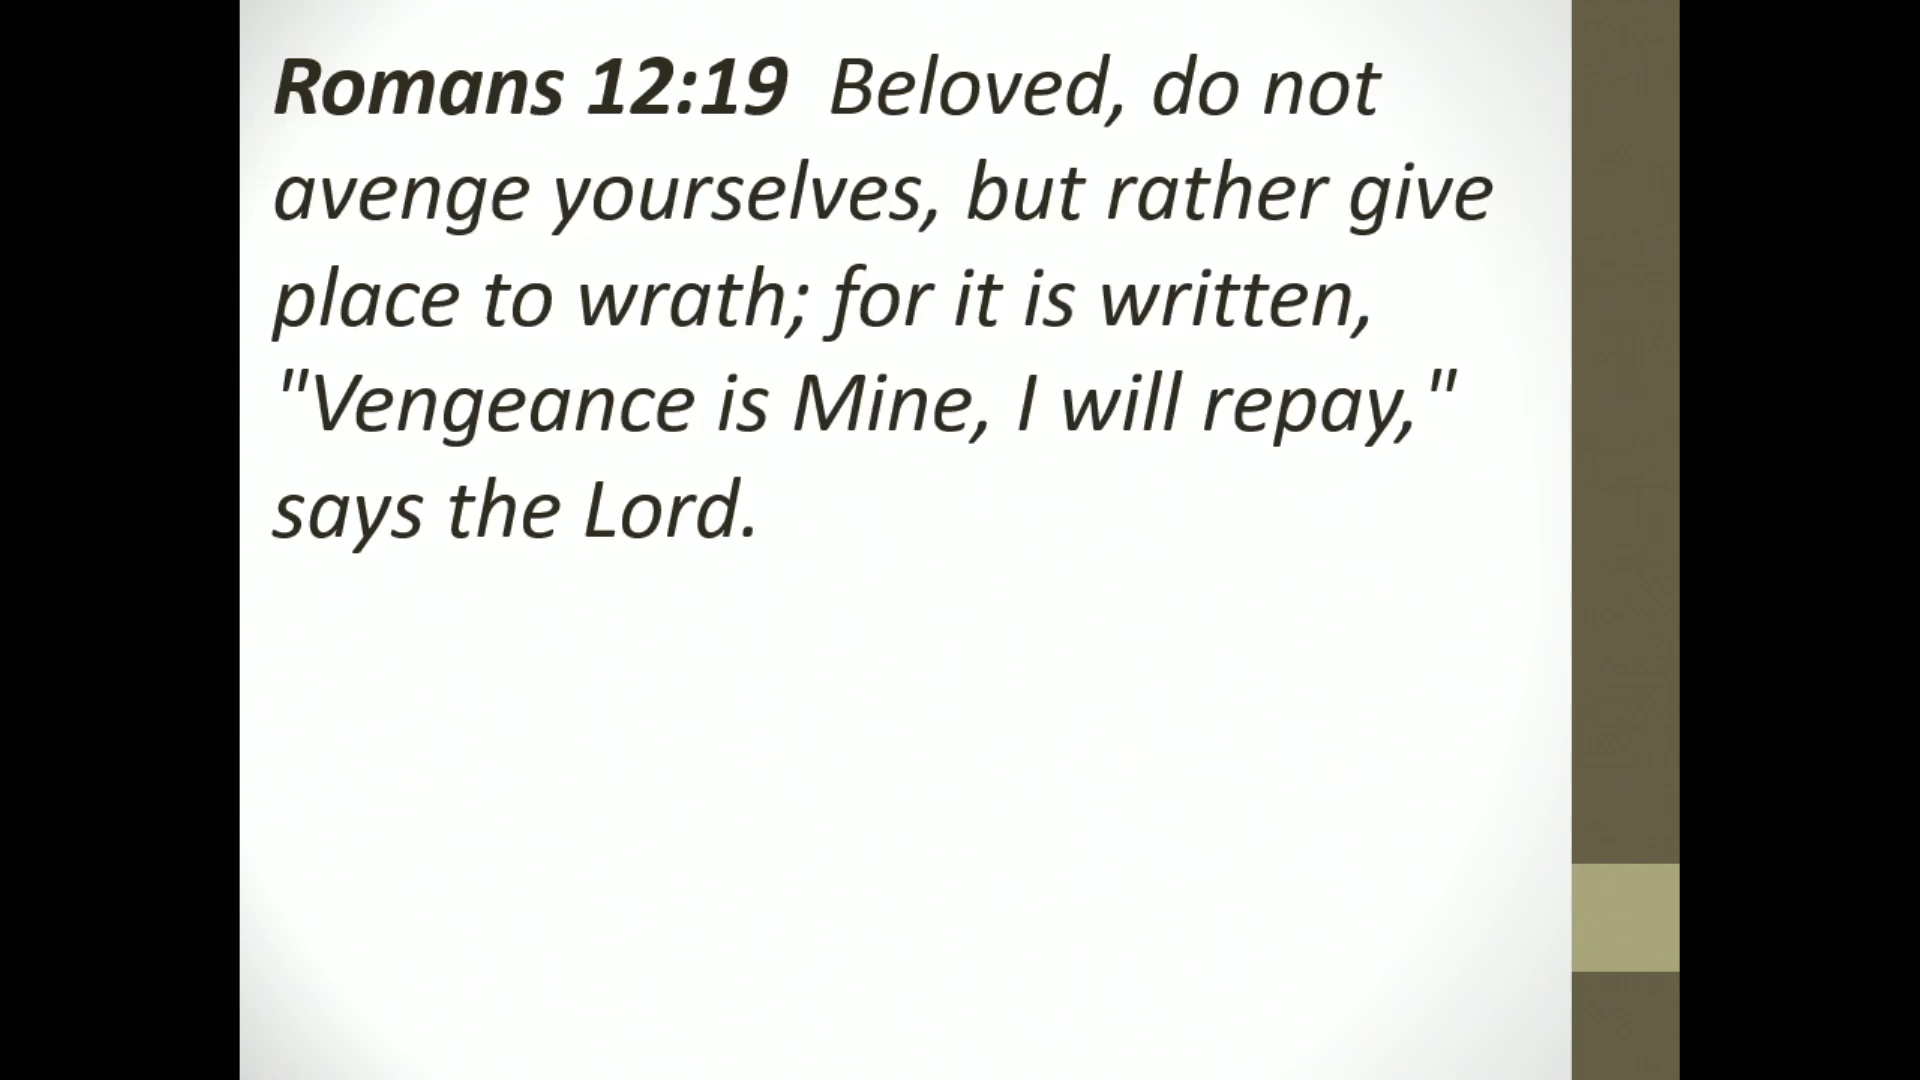 Romans 12:19  Beloved, do not
avenge yourselves, but rather give
place to wrath; for it is written,
"Vengeance is Mine, I will repay,"
says the Lord.